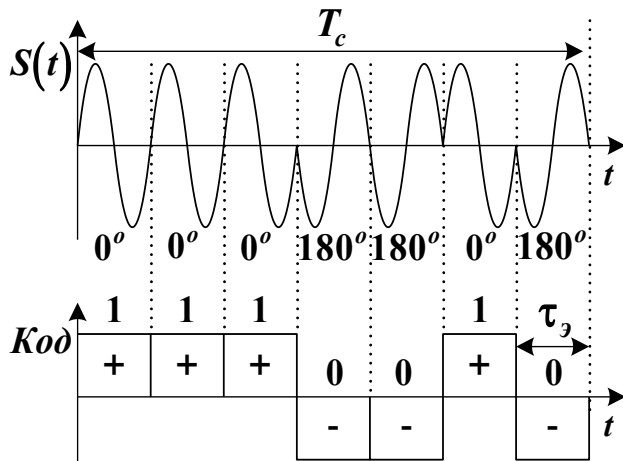 T_c
S(t)
t
0° 0° 0° 180° 180° 0° 180°
1 1 1 1 τ_э
Код + + + 0 0 + 0
- - -
t